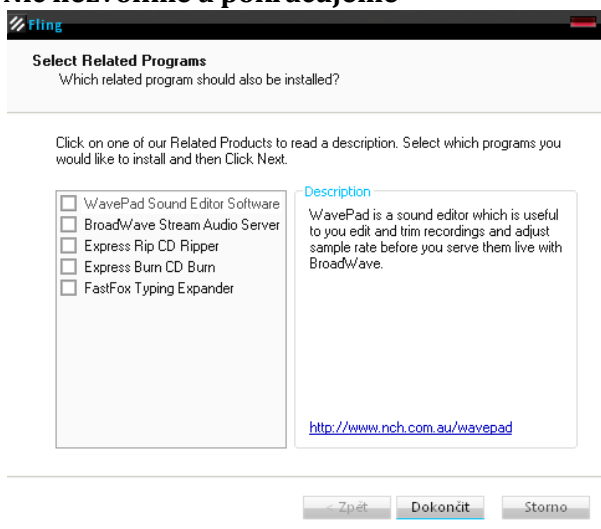 Nic nezvolíme a pokračujeme
Fling
Select Related Programs
Which related program should also be installed?
Click on one of our Related Products to read a description. Select which programs you
would like to install and then Click Next.
WavePad Sound Editor Software
BroadWave Stream Audio Server
Express Rip CD Ripper
Express Burn CD Burn
FastFox Typing Expander
Description
WavePad is a sound editor which is useful
to you edit and trim recordings and adjust
sample rate before you serve them live with
BroadWave.
http://www.nch.com.au/wavepad
< Zpět Dokončit Storno